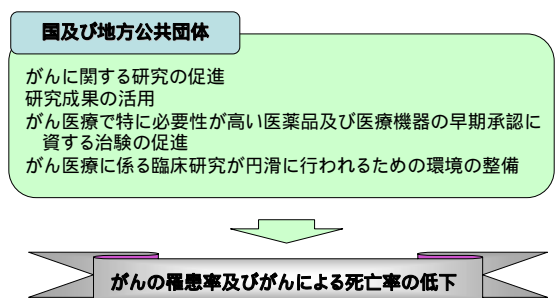 国及び地方公共団体
がんに関する研究の促進
研究成果の活用
がん医療で特に必要性が高い医薬品及び医療機器の早期承認に
資する治験の促進
がん医療に係る臨床研究が円滑に行われるための環境の整備
がんの罹患率及びがんによる死亡率の低下